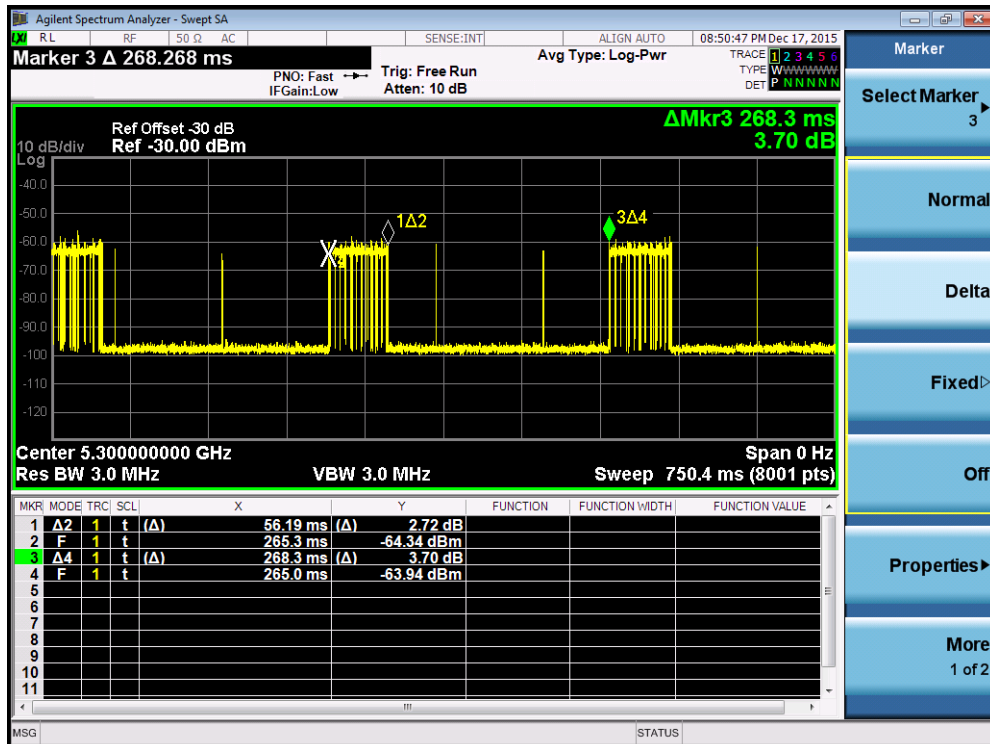 Agilent Spectrum Analyzer - Swept SA
LXI RL RF 50 Ω AC SENSE:INT ALIGN AUTO 08:50:47 PM Dec 17, 2015
Marker 3 Δ 268.268 ms
PNO: Fast
IFGain:Low
Trig: Free Run
Atten: 10 dB
Avg Type: Log-Pwr
TRACE 1 2 3 4 5 6
TYPE WWWWWWW
DET P N N N N N
ΔMkr3 268.3 ms
3.70 dB
Ref Offset -30 dB
10 dB/div Ref -30.00 dBm
Log
-40.0
-50.0
-60.0
-70.0
-80.0
-90.0
-100
-110
-120
1Δ2
3Δ4
Center 5.300000000 GHz Span 0 Hz
Res BW 3.0 MHz VBW 3.0 MHz Sweep 750.4 ms (8001 pts)
MKR MODE TRC SCL X Y FUNCTION FUNCTION WIDTH FUNCTION VALUE
1 Δ2 1 t (Δ) 56.19 ms (Δ) 2.72 dB
2 F 1 t 265.3 ms -64.34 dBm
3 Δ4 1 t (Δ) 268.3 ms (Δ) 3.70 dB
4 F 1 t 265.0 ms -63.94 dBm
5
6
7
8
9
10
11
MSG STATUS
Marker
Select Marker
3
Normal
Delta
Fixed
Off
Properties
More
1 of 2